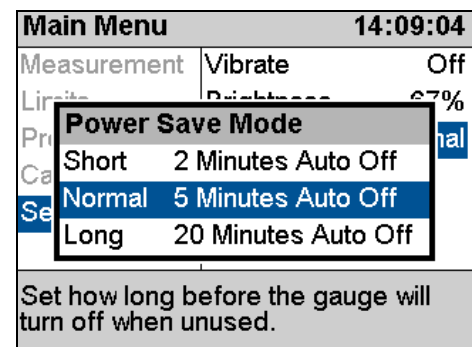 Main Menu 14:09:04
Measurement Vibrate Off
Power Save Mode
Short 2 Minutes Auto Off
Normal 5 Minutes Auto Off
Long 20 Minutes Auto Off
Set how long before the gauge will
turn off when unused.